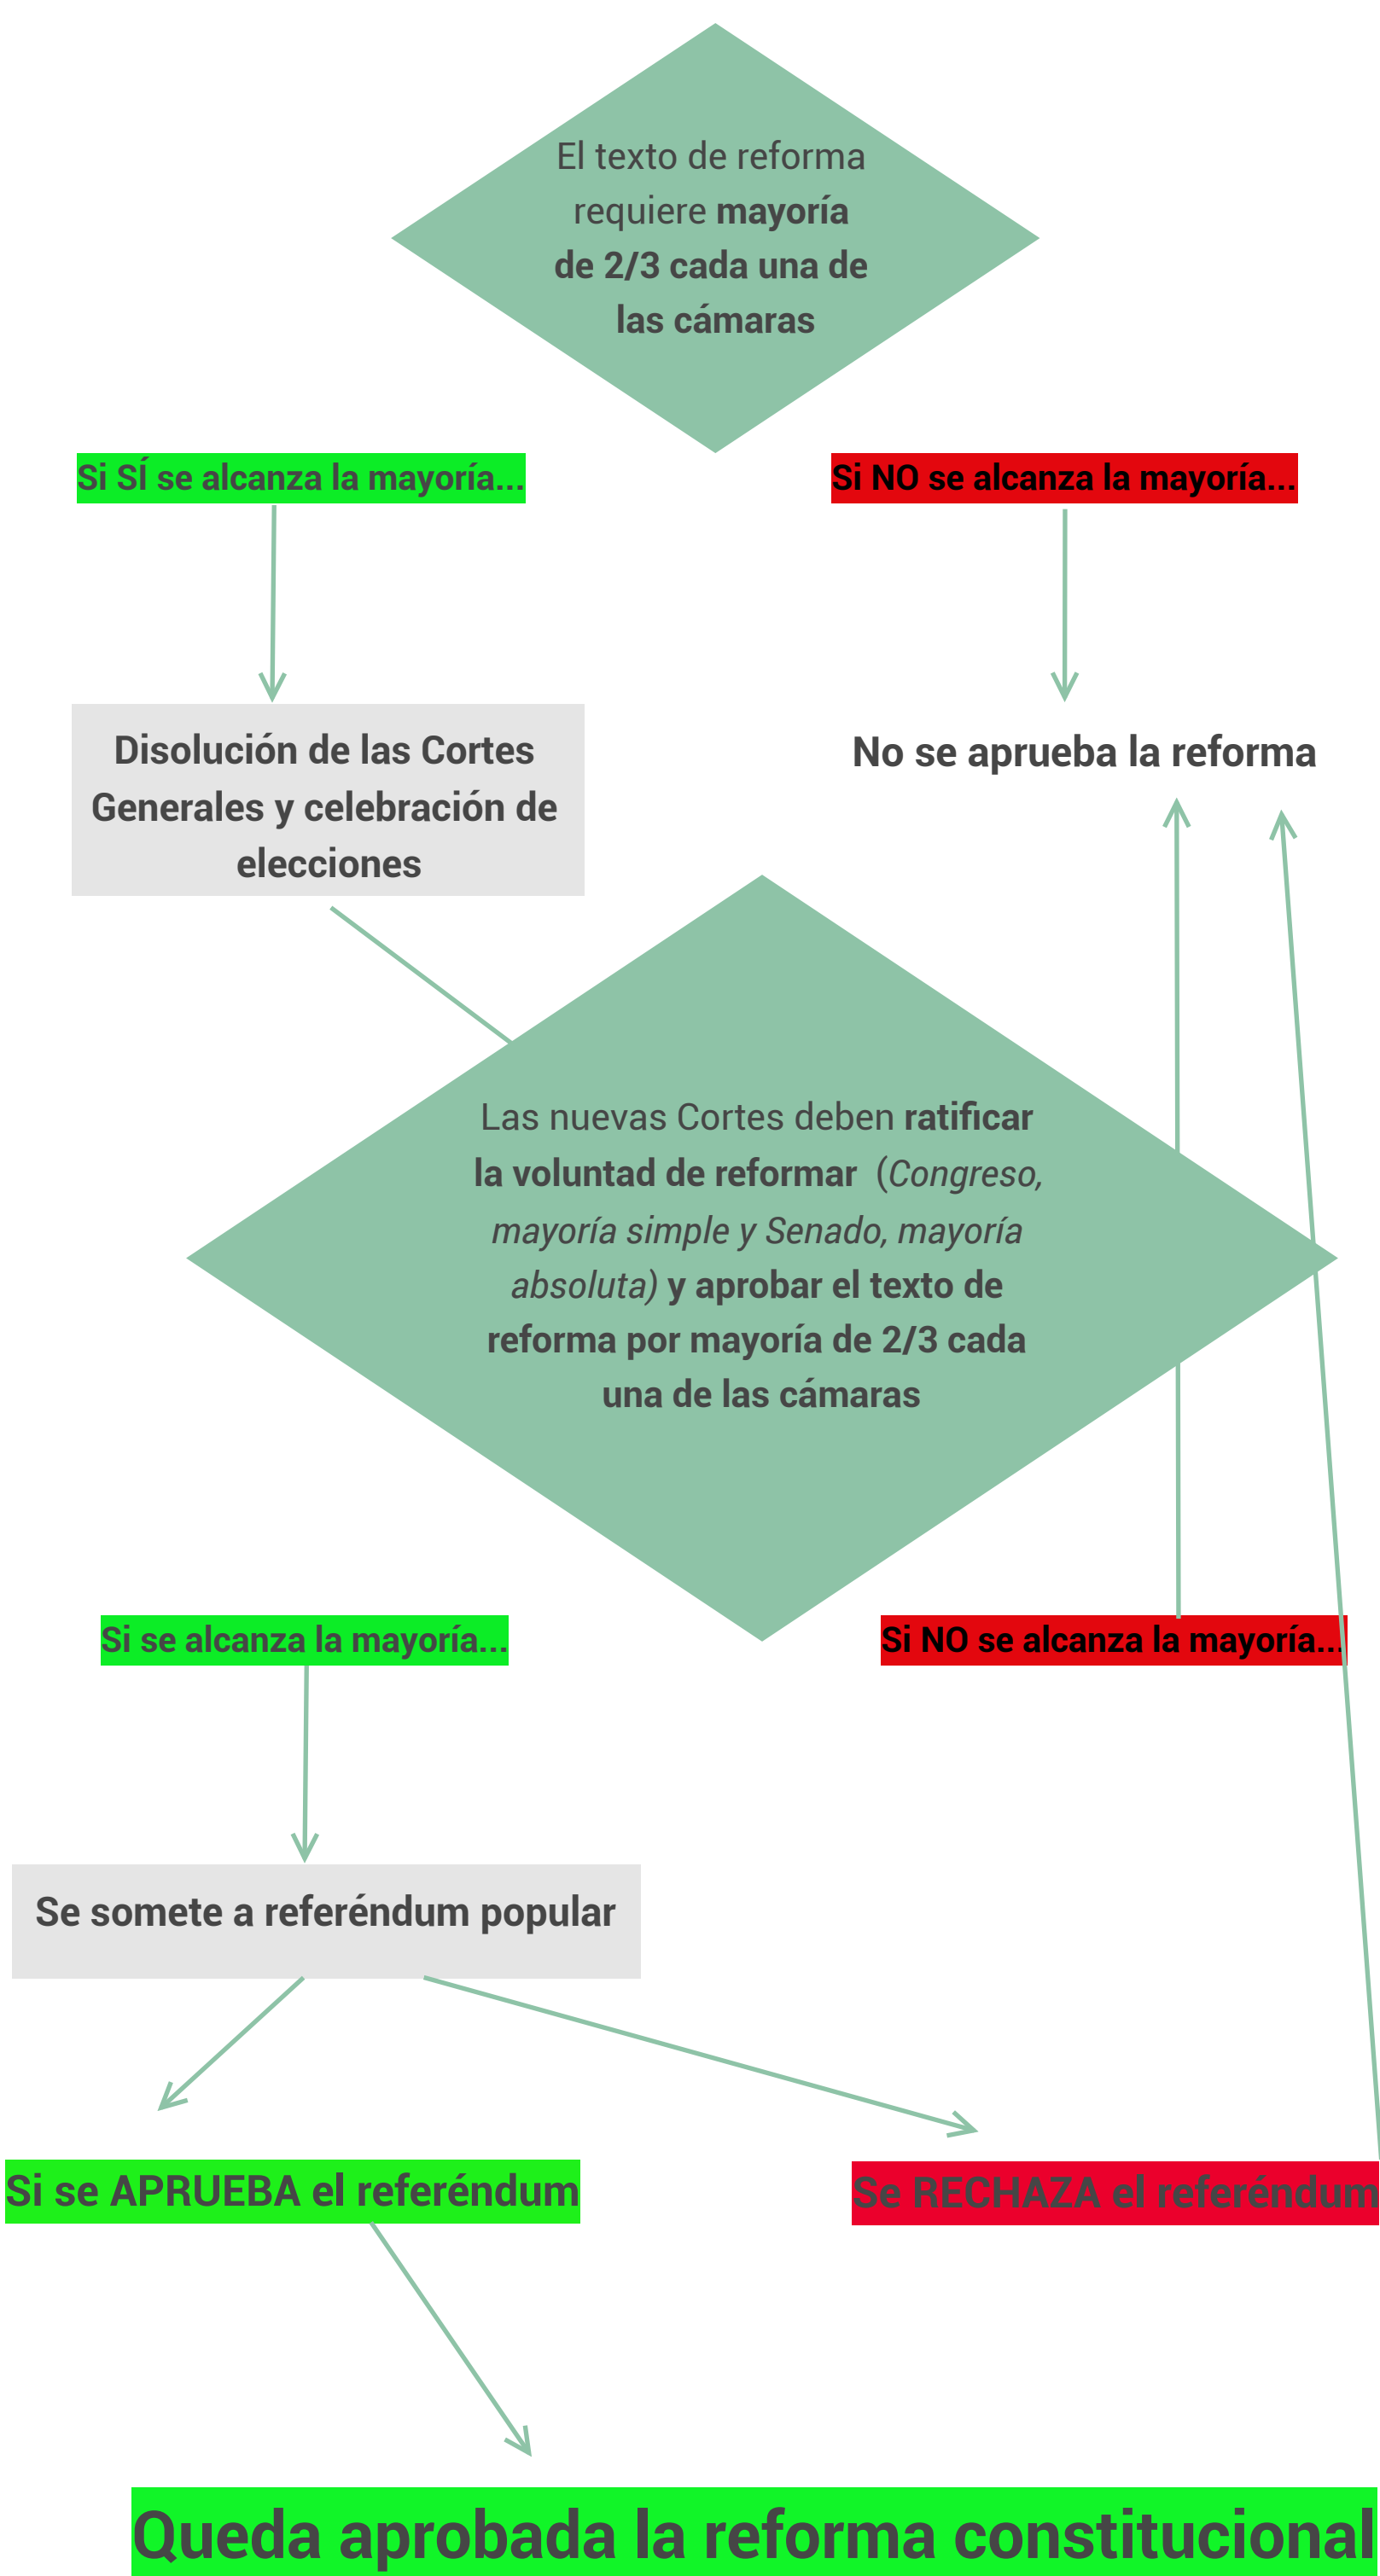 El texto de reforma
requiere mayoría
de 2/3 cada una de
las cámaras
Si SÍ se alcanza la mayoría...
Si NO se alcanza la mayoría...
Disolución de las Cortes
Generales y celebración de
elecciones
No se aprueba la reforma
Las nuevas Cortes deben ratificar
la voluntad de reformar (Congreso,
mayoría simple y Senado, mayoría
absoluta) y aprobar el texto de
reforma por mayoría de 2/3 cada
una de las cámaras
Si se alcanza la mayoría...
Si NO se alcanza la mayoría...
Se somete a referéndum popular
Si se APRUEBA el referéndum
Se RECHAZA el referéndum
Queda aprobada la reforma constitucional